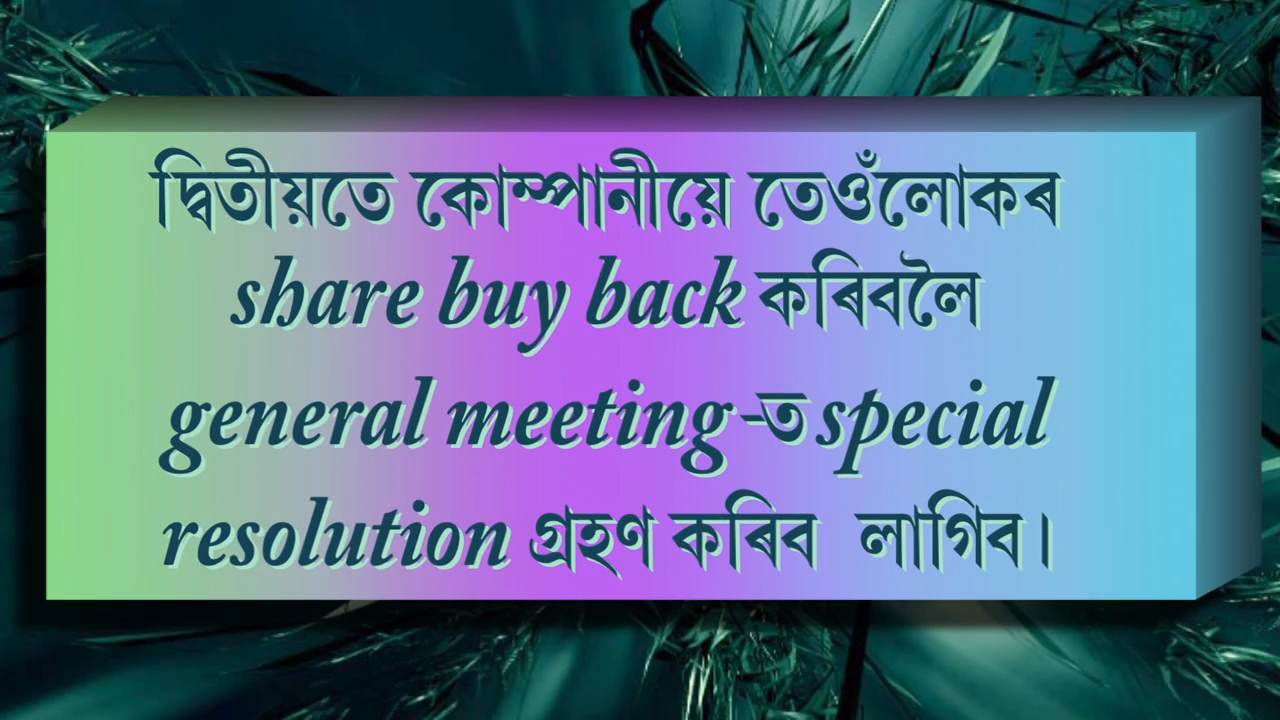 দ্বিতীয়তে কোম্পানীয়ে তেওঁলোকৰ
share buy back কৰিবলৈ
general meeting-ত special
resolution গ্ৰহণ কৰিব লাগিব।